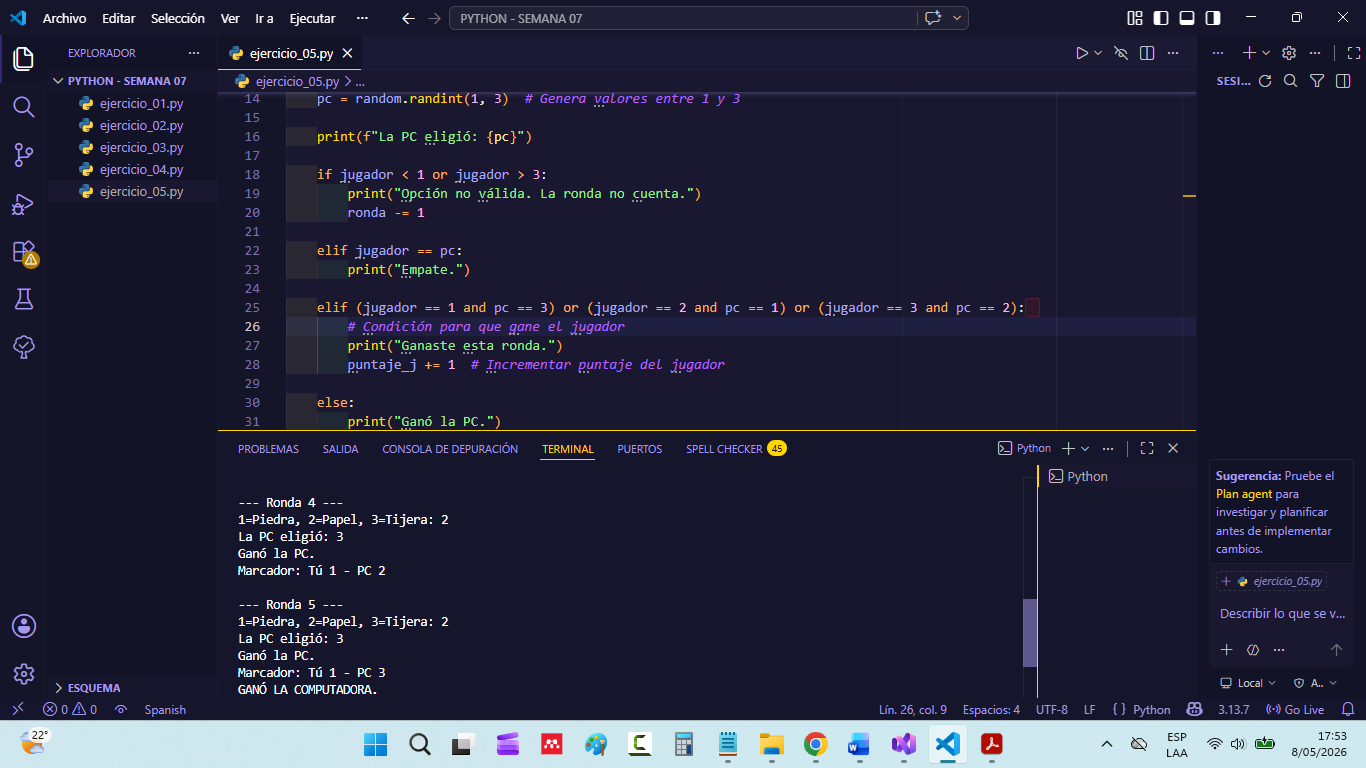 Archivo Editar Selección Ver Ir a Ejecutar ··· PYTHON - SEMANA 07
EXPLORADOR ···
PYTHON - SEMANA 07
ejercicio_01.py
ejercicio_02.py
ejercicio_03.py
ejercicio_04.py
ejercicio_05.py
ESQUEMA
ejercicio_05.py
ejercicio_05.py > ...
14 pc = random.randint(1, 3)  # Genera valores entre 1 y 3
15
16 print(f"La PC eligió: {pc}")
17
18 if jugador < 1 or jugador > 3:
19 print("Opción no válida. La ronda no cuenta.")
20 ronda -= 1
21
22 elif jugador == pc:
23 print("Empate.")
24
25 elif (jugador == 1 and pc == 3) or (jugador == 2 and pc == 1) or (jugador == 3 and pc == 2):
26 # Condición para que gane el jugador
27 print("Ganaste esta ronda.")
28 puntaje_j += 1  # Incrementar puntaje del jugador
29
30 else:
31 print("Ganó la PC.")
PROBLEMAS SALIDA CONSOLA DE DEPURACIÓN TERMINAL PUERTOS SPELL CHECKER 45 Python
Python
--- Ronda 4 ---
1=Piedra, 2=Papel, 3=Tijera: 2
La PC eligió: 3
Ganó la PC.
Marcador: Tú 1 - PC 2
--- Ronda 5 ---
1=Piedra, 2=Papel, 3=Tijera: 2
La PC eligió: 3
Ganó la PC.
Marcador: Tú 1 - PC 3
GANÓ LA COMPUTADORA.
SESI...
Sugerencia: Pruebe el
Plan agent para
investigar y planificar
antes de implementar
cambios.
ejercicio_05.py
Describir lo que se v...
Local A..
0 0 Spanish Lín. 26, col. 9 Espacios: 4 UTF-8 LF { } Python 3.13.7 Go Live
22°
ESP
LAA
17:53
8/05/2026